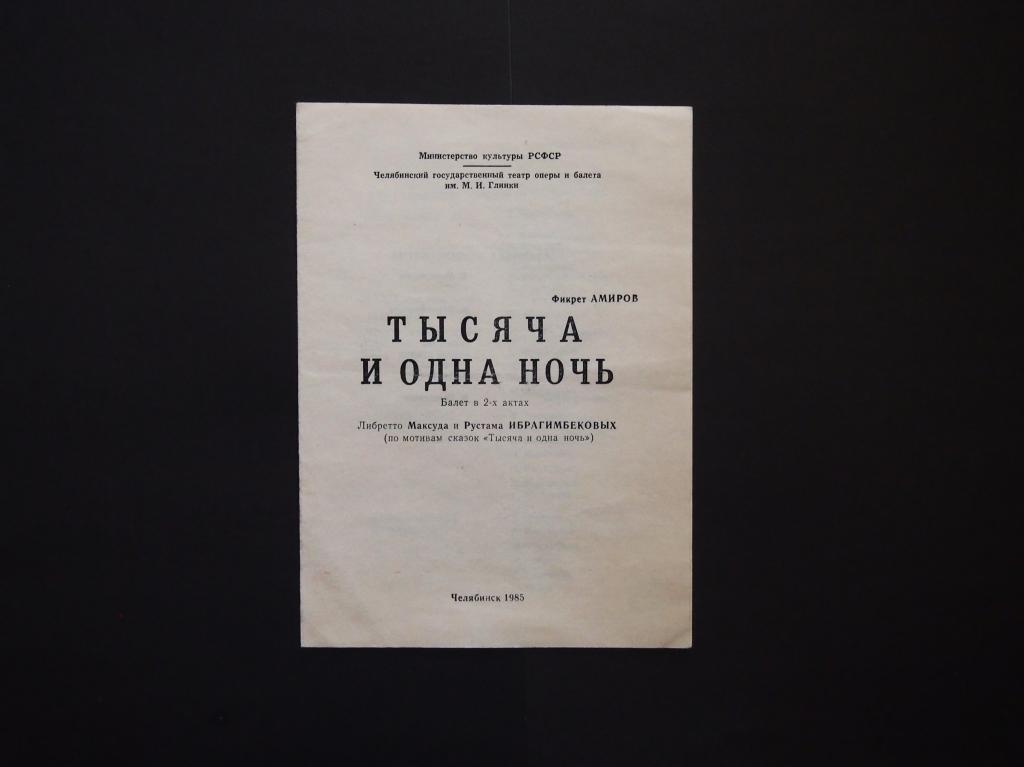 Министерство культуры РСФСР
Челябинский государственный театр оперы и балета
им. М. И. Глинки
Фикрет АМИРОВ
ТЫСЯЧА
И ОДНА НОЧЬ
Балет в 2-х актах
Либретто Максуда и Рустама ИБРАГИМБЕКОВЫХ
(по мотивам сказок «Тысяча и одна ночь»)
Челябинск 1985